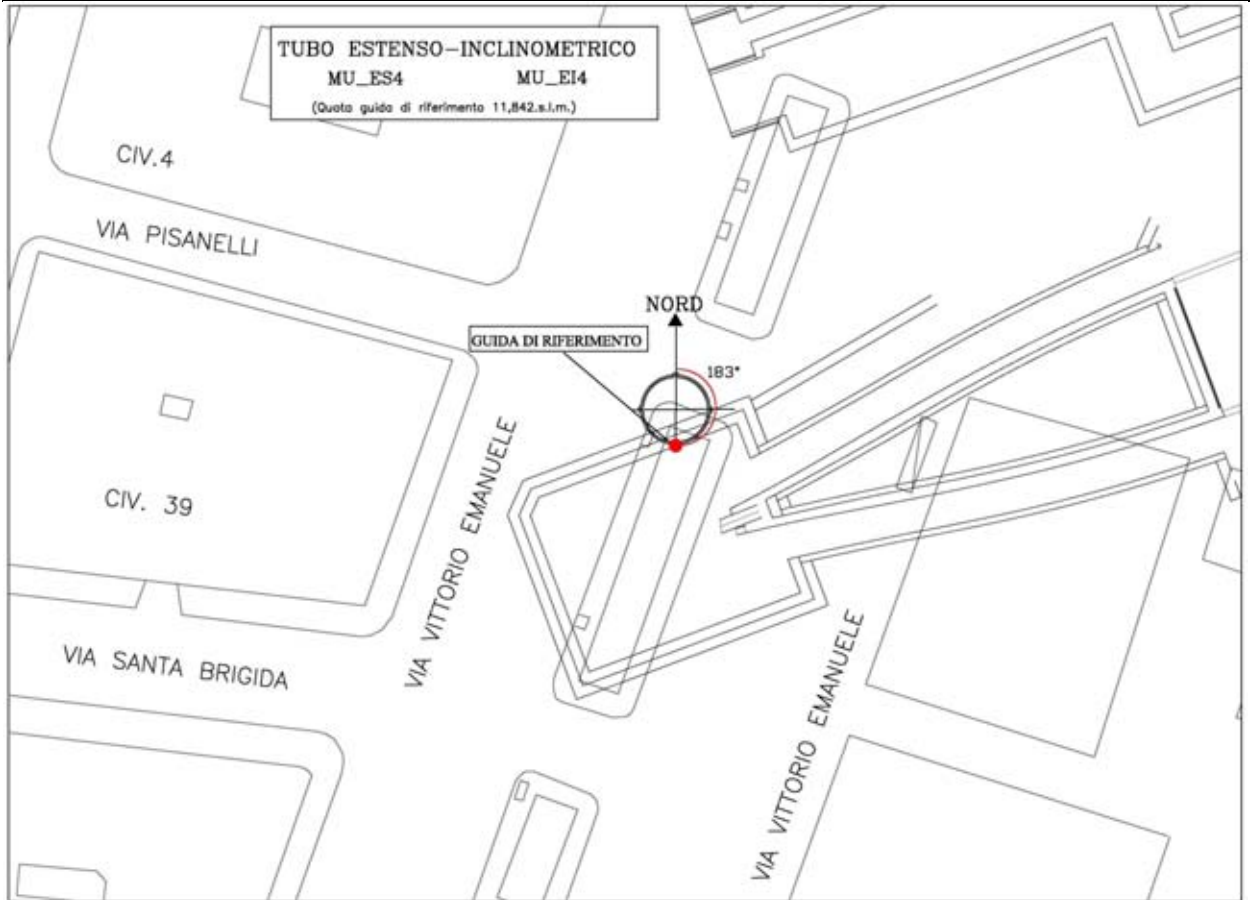 TUBO ESTENSO-INCLINOMETRICO
MU_ES4 MU_EI4
(Quota guida di riferimento 11,842.s.l.m.)
CIV.4
VIA PISANELLI
NORD
GUIDA DI RIFERIMENTO
183°
CIV. 39
VIA VITTORIO EMANUELE
VIA SANTA BRIGIDA
VIA VITTORIO EMANUELE